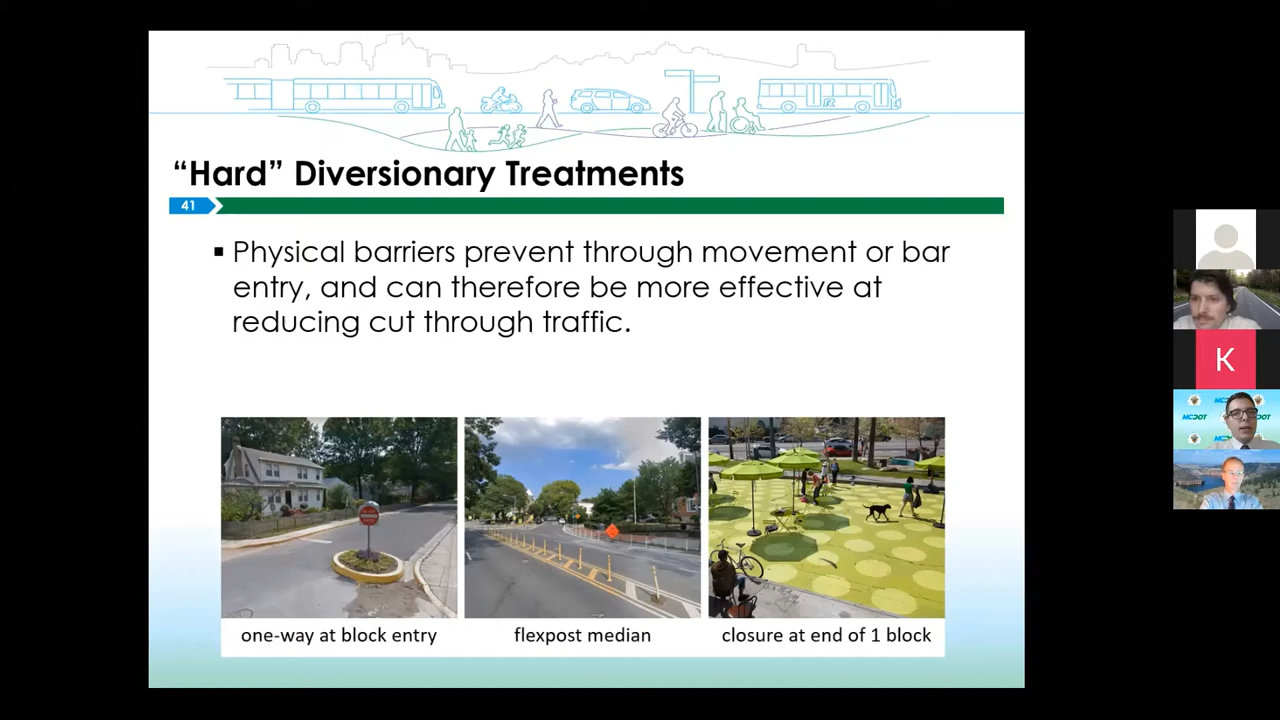 “Hard” Diversionary Treatments
41
▪ Physical barriers prevent through movement or bar
entry, and can therefore be more effective at
reducing cut through traffic.
one-way at block entry
flexpost median
closure at end of 1 block
K
MCDOT